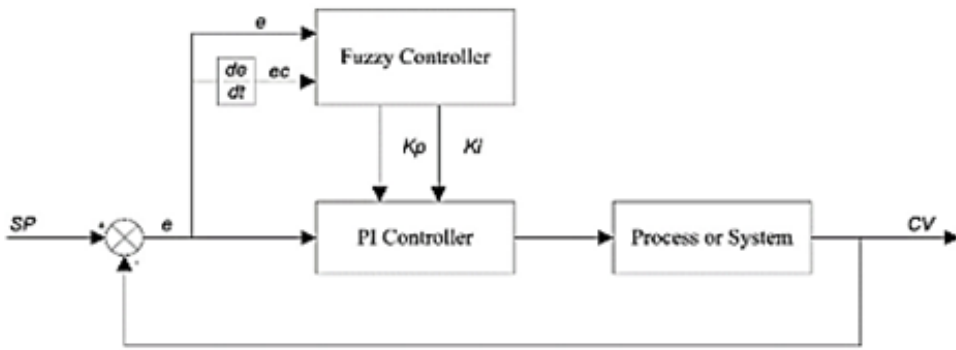 e
Fuzzy Controller
de
dt
ec
Kp
Ki
SP
e
PI Controller
Process or System
CV